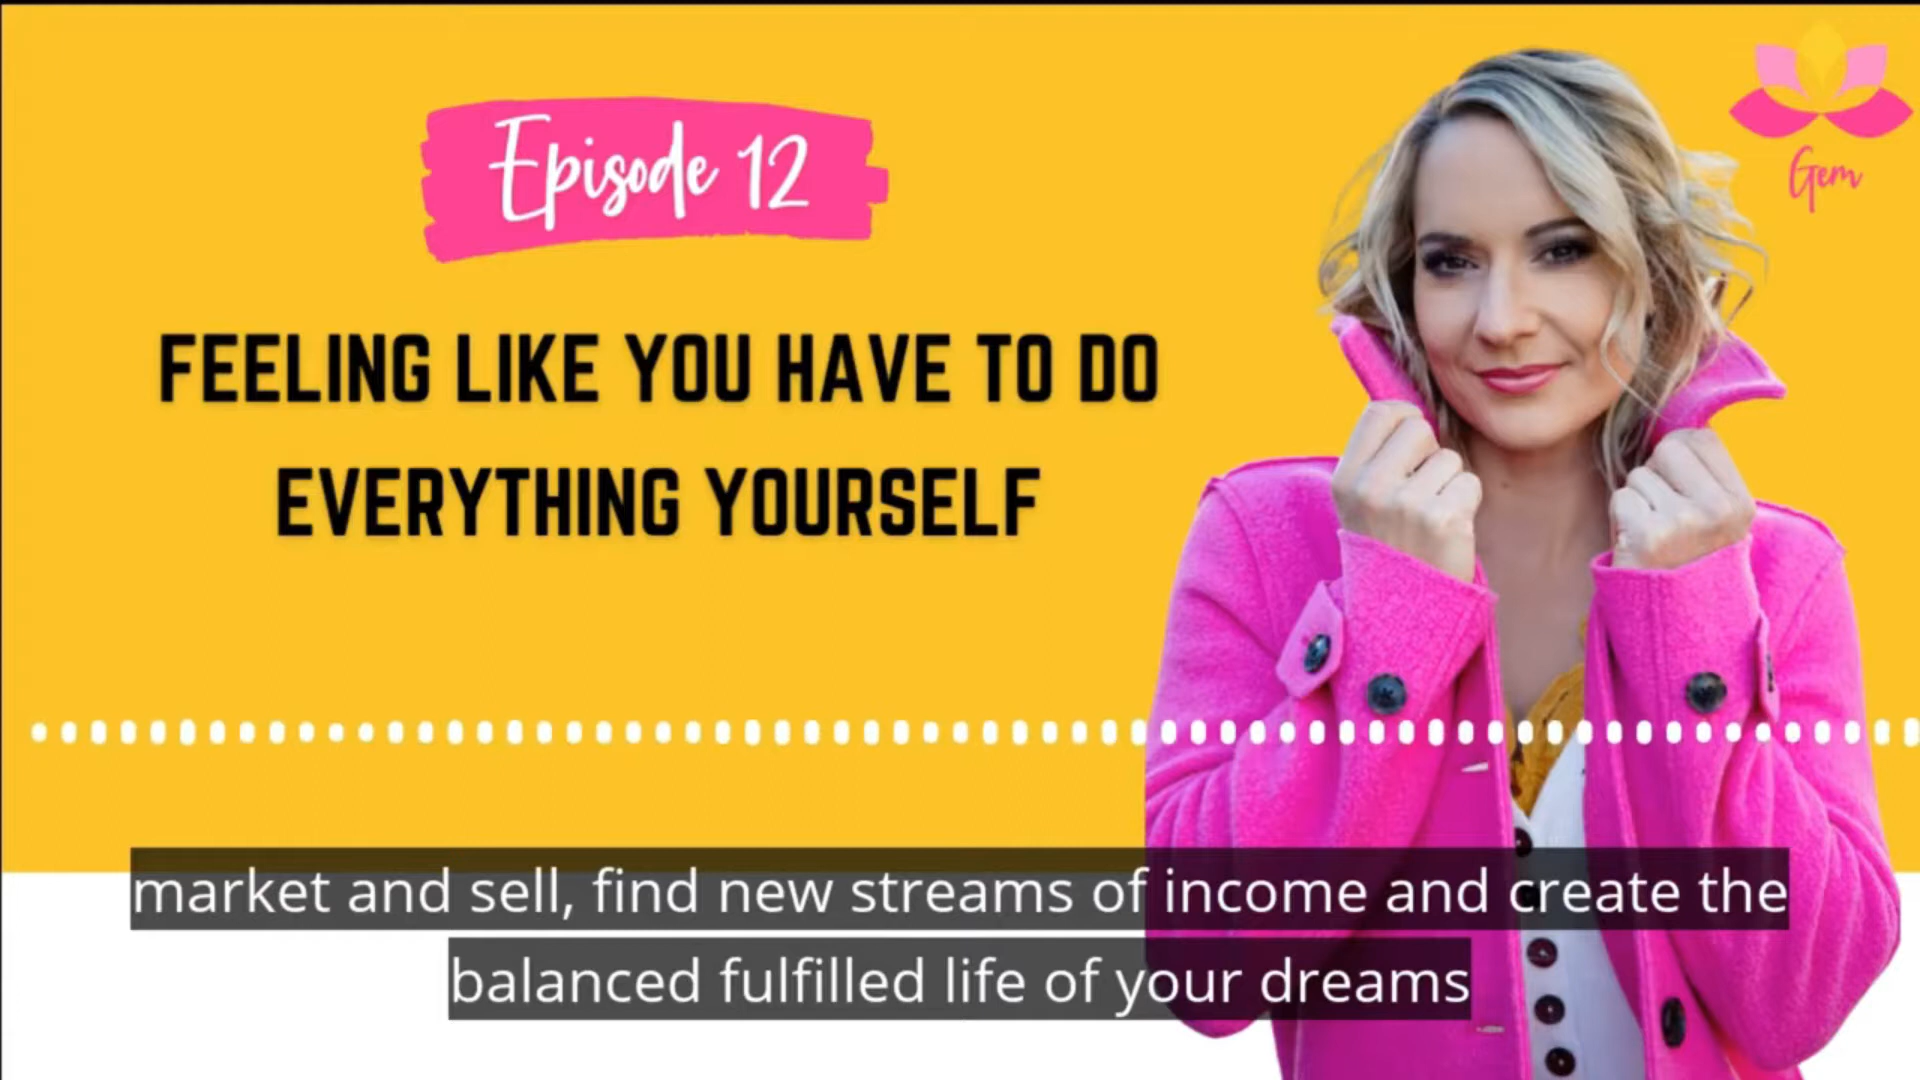 Episode 12
Gem
FEELING LIKE YOU HAVE TO DO
EVERYTHING YOURSELF
market and sell, find new streams of income and create the
balanced fulfilled life of your dreams